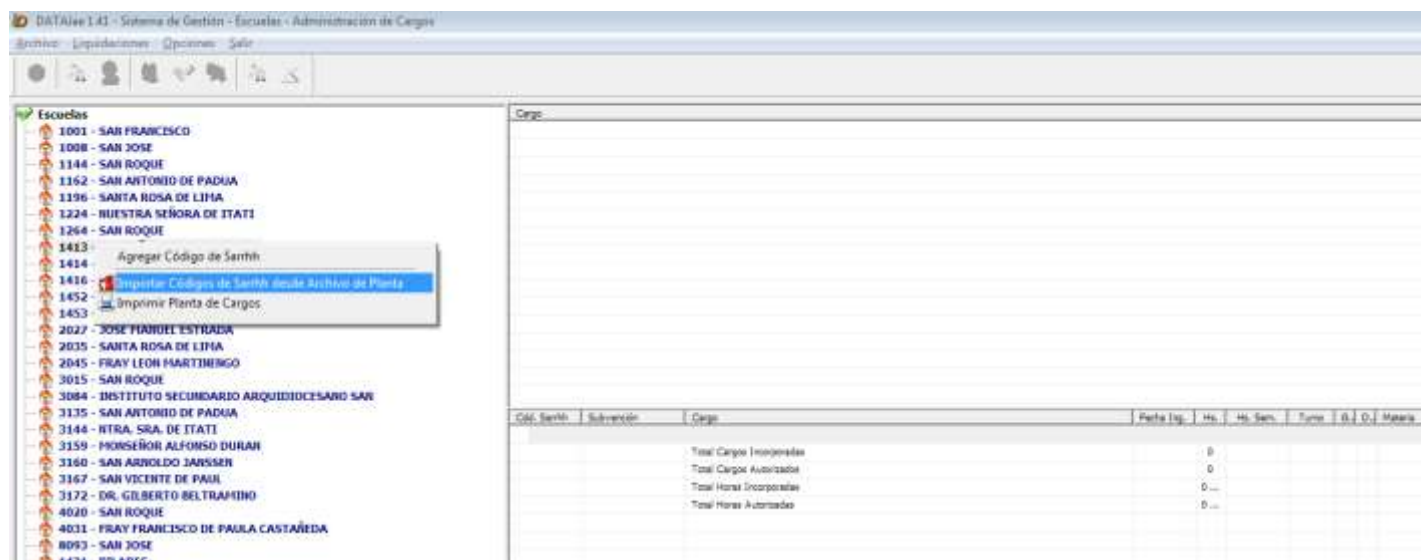 DATAlee 1.41 - Sistema de Gestión - Escuelas - Administración de Cargos
Archivo Liquidaciones Opciones Salir
Escuelas
1001 - SAN FRANCISCO
1008 - SAN JOSE
1144 - SAN ROQUE
1162 - SAN ANTONIO DE PADUA
1196 - SANTA ROSA DE LIMA
1224 - NUESTRA SEÑORA DE ITATI
1264 - SAN ROQUE
1413 -
1414 -
1416 -
1452 -
1453 -
Agregar Código de Sarhh
Importar Códigos de Sarhh desde Archivo de Planta
Imprimir Planta de Cargos
2027 - JOSE MANUEL ESTRADA
2035 - SANTA ROSA DE LIMA
2045 - FRAY LEON MARTINENGO
3015 - SAN ROQUE
3084 - INSTITUTO SECUNDARIO ARQUIDIOCESANO SAN
3135 - SAN ANTONIO DE PADUA
3144 - NTRA. SRA. DE ITATI
3159 - MONSEÑOR ALFONSO DURAN
3160 - SAN ARNOLDO JANSSEN
3167 - SAN VICENTE DE PAUL
3172 - DR. GILBERTO BELTRAMINO
4020 - SAN ROQUE
4031 - FRAY FRANCISCO DE PAULA CASTAÑEDA
8093 - SAN JOSE
Cargo
Cód. Sarhh Subvención Cargo Fecha Ing. Hs. Hs. Sem. Turno G. D. Materia
Total Cargos Incorporados 0
Total Cargos Autorizados 0
Total Horas Incorporadas 0 ...
Total Horas Autorizadas 0 ...